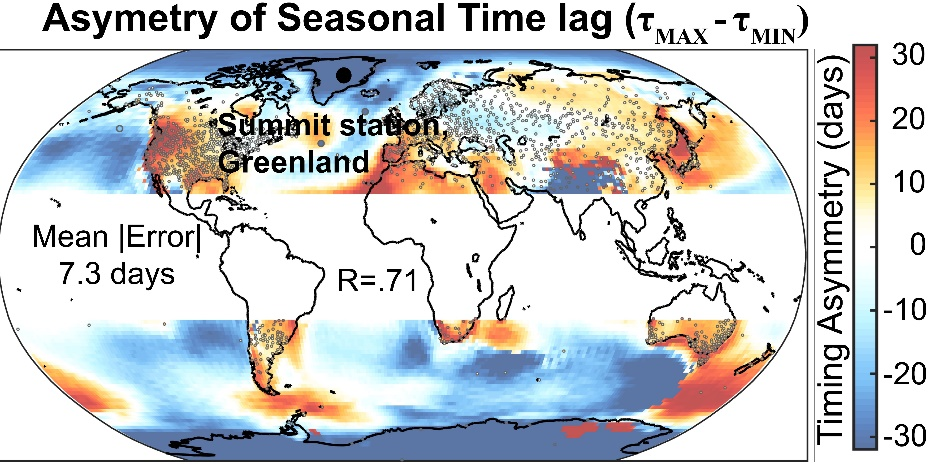 Asymetry of Seasonal Time lag (τMAX - τMIN)
Summit station,
Greenland
Mean |Error|
7.3 days
R=.71
Timing Asymmetry (days)
30
20
10
0
-10
-20
-30